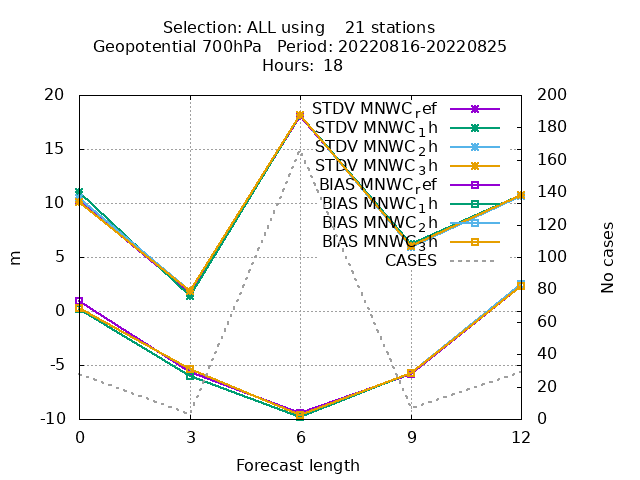 Selection: ALL using    21 stations
Geopotential 700hPa   Period: 20220816-20220825
Hours: 18
20
15
10
5
0
-5
-10
m
200
180
160
140
120
100
80
60
40
20
0
No cases
STDV MNWC_ref
STDV MNWC_1h
STDV MNWC_2h
STDV MNWC_3h
BIAS MNWC_ref
BIAS MNWC_1h
BIAS MNWC_2h
BIAS MNWC_3h
CASES
0 3 6 9 12
Forecast length